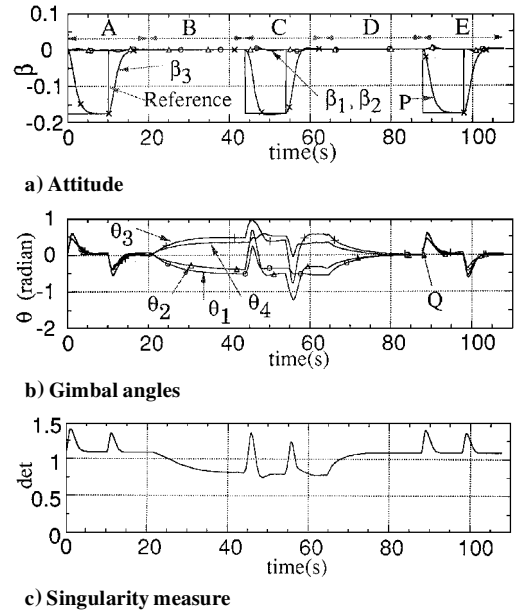 A B C D E
0.1
0
-0.1
-0.2
β
β₃
Reference
β₁, β₂
P
0 20 40 60 80 100
time(s)
a) Attitude
1
0
-1
-2
θ (radian)
θ₃
θ₂ θ₁ θ₄
Q
0 20 40 60 80 100
time(s)
b) Gimbal angles
1.5
1
0.5
0
det
0 20 40 60 80 100
time(s)
c) Singularity measure